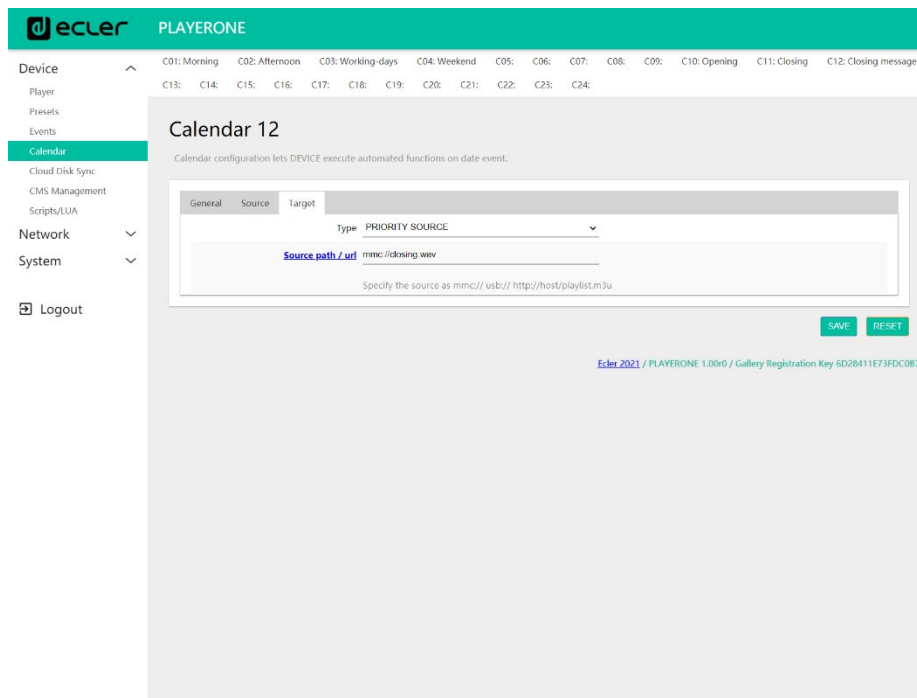 ecler PLAYERONE
Device
Player
Presets
Events
Calendar
Cloud Disk Sync
CMS Management
Scripts/LUA
Network
System
Logout
C01: Morning C02: Afternoon C03: Working-days C04: Weekend C05: C06: C07: C08: C09: C10: Opening C11: Closing C12: Closing message
C13: C14: C15: C16: C17: C18: C19: C20: C21: C22: C23: C24:
Calendar 12
Calendar configuration lets DEVICE execute automated functions on date event.
General Source Target
Type PRIORITY SOURCE
Source path / url mmc://closing.wav
Specify the source as mmc:// usb:// http://host/playlist.m3u
SAVE RESET
Ecler 2021 / PLAYERONE 1.00r0 / Gallery Registration Key